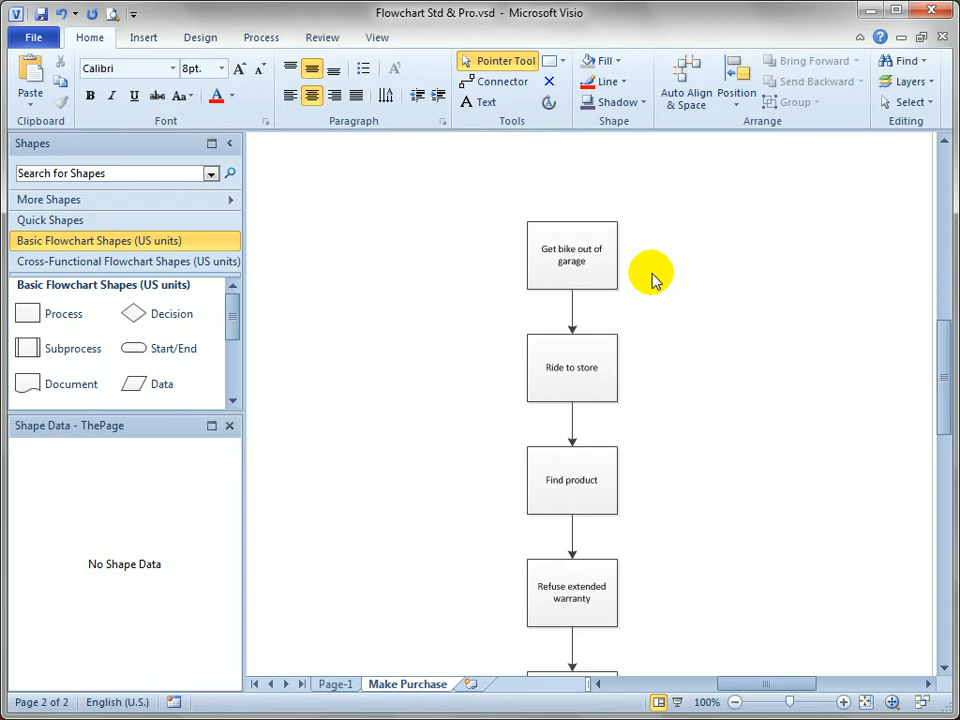 Flowchart Std & Pro.vsd - Microsoft Visio
File Home Insert Design Process Review View
Calibri 8pt. Pointer Tool Fill Find
Connector Line Bring Forward Layers
Paste Text Shadow Auto Align & Space Position Send Backward Select
Group
Clipboard Font Paragraph Tools Shape Arrange Editing
Shapes
Search for Shapes
More Shapes
Quick Shapes
Basic Flowchart Shapes (US units)
Cross-Functional Flowchart Shapes (US units)
Basic Flowchart Shapes (US units)
Process Decision
Subprocess Start/End
Document Data
Shape Data - ThePage
No Shape Data
Get bike out of
garage
Ride to store
Find product
Refuse extended
warranty
Page-1 Make Purchase
Page 2 of 2 English (U.S.) 100%